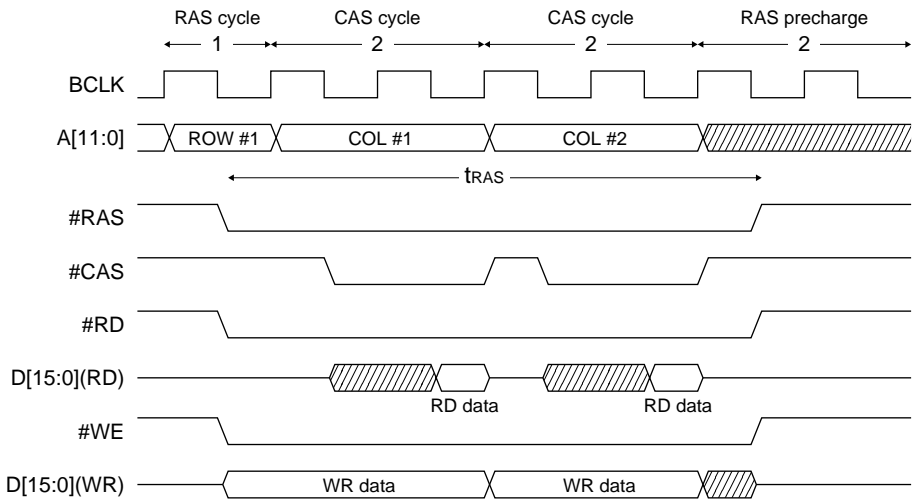 RAS cycle CAS cycle CAS cycle RAS precharge
1 2 2 2
BCLK
A[11:0] ROW #1 COL #1 COL #2
tRAS
#RAS
#CAS
#RD
D[15:0](RD)
RD data RD data
#WE
D[15:0](WR) WR data WR data